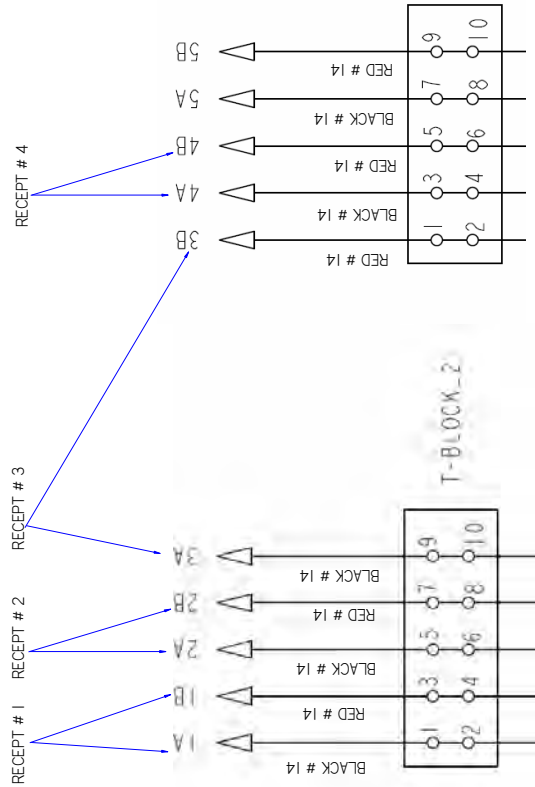 RECEPT # 4
5B
RED # 14
9
10
5A
BLACK # 14
7
8
4B
RED # 14
5
6
4A
BLACK # 14
3
4
3B
RED # 14
1
2
RECEPT # 3
T-BLOCK_2
3A
BLACK # 14
9
10
RECEPT # 2
2B
RED # 14
7
8
2A
BLACK # 14
5
6
RECEPT # 1
1B
RED # 14
3
4
1A
BLACK # 14
1
2